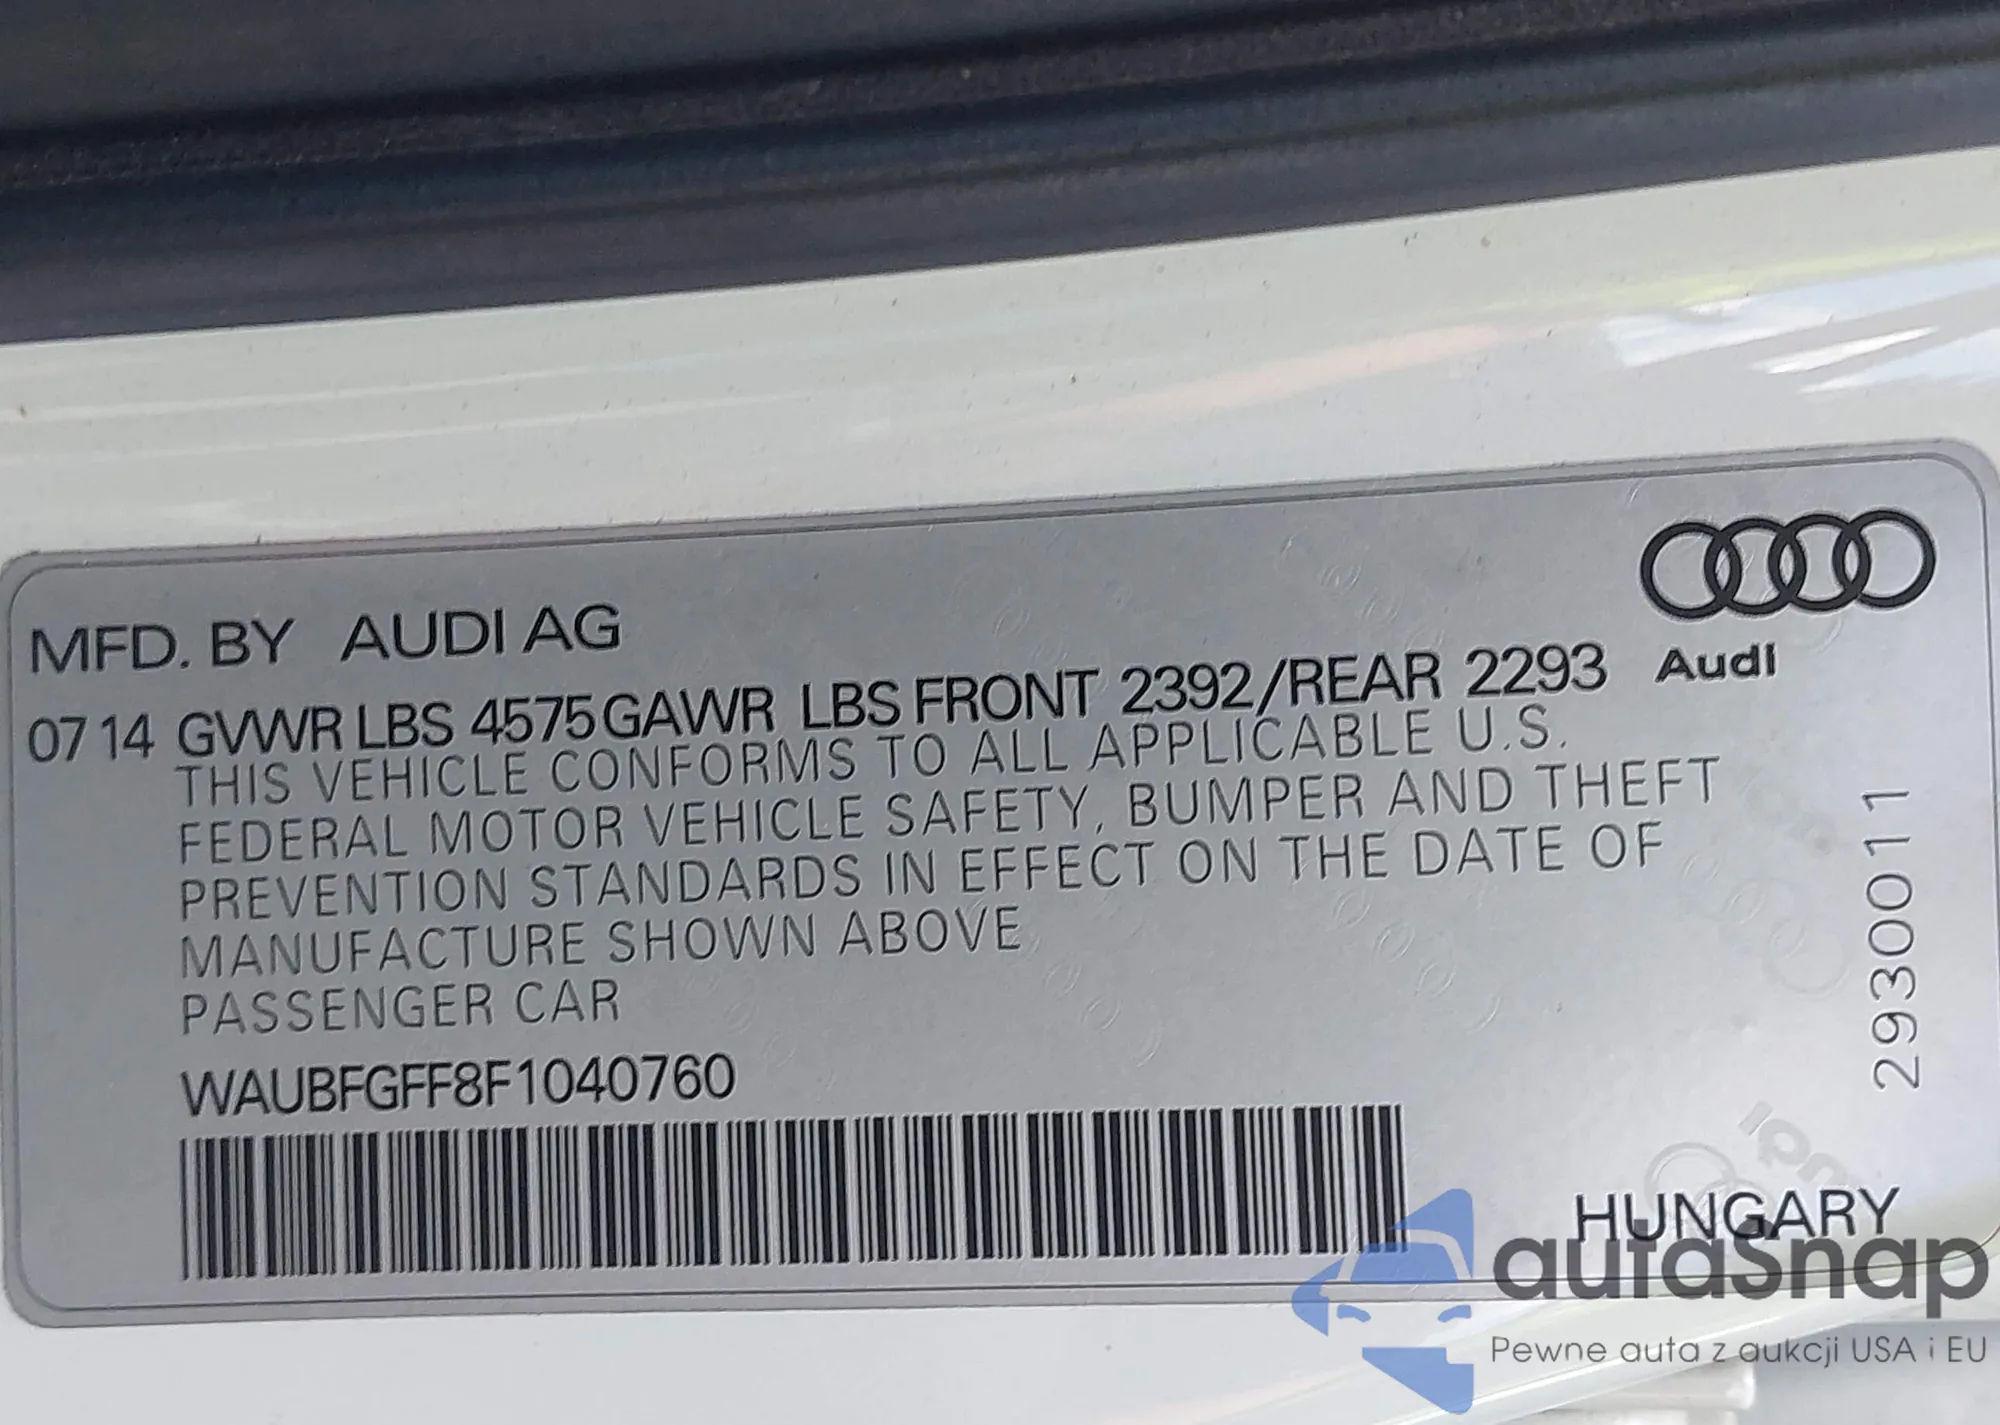 MFD. BY AUDI AG
07 14 GVWR LBS 4575 GAWR LBS FRONT 2392/REAR 2293
Audi
THIS VEHICLE CONFORMS TO ALL APPLICABLE U.S.
FEDERAL MOTOR VEHICLE SAFETY, BUMPER AND THEFT
PREVENTION STANDARDS IN EFFECT ON THE DATE OF
MANUFACTURE SHOWN ABOVE
PASSENGER CAR
WAUBFGFF8F1040760
2930011
HUNGARY
autaSnap
Pewne auta z aukcji USA i EU